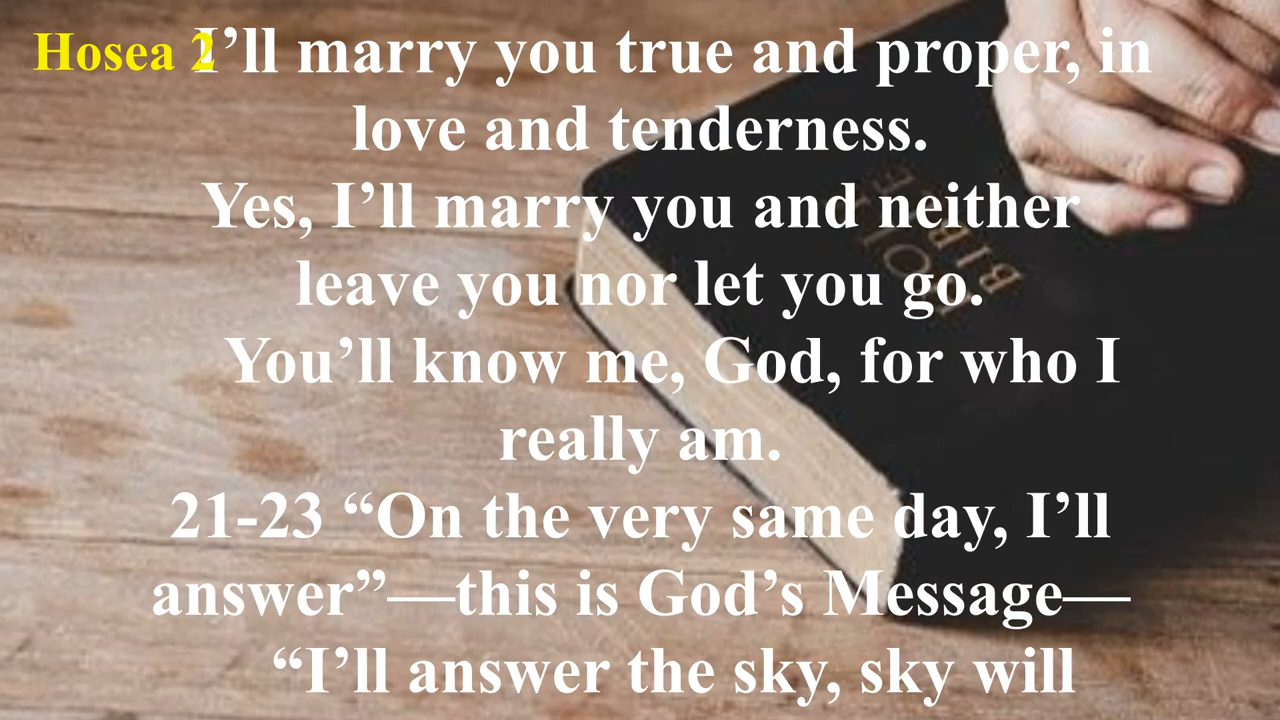 Hosea 2
I’ll marry you true and proper, in
love and tenderness.
Yes, I’ll marry you and neither
leave you nor let you go.
You’ll know me, God, for who I
really am.
21-23 “On the very same day, I’ll
answer”—this is God’s Message—
“I’ll answer the sky, sky will
HOLY
BIBLE